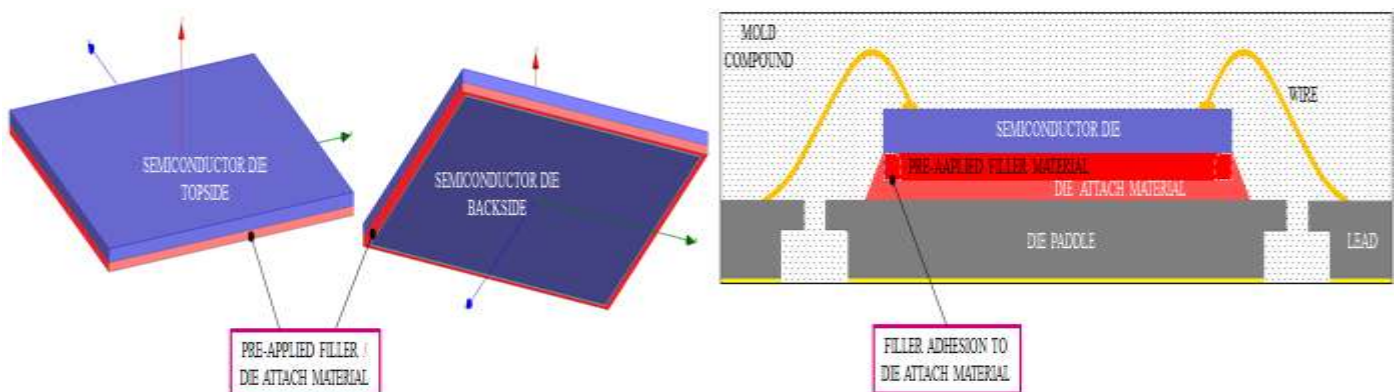 SEMICONDUCTOR DIE
TOPSIDE
SEMICONDUCTOR DIE
BACKSIDE
PRE-APPLIED FILLER /
DIE ATTACH MATERIAL
MOLD
COMPOUND
WIRE
SEMICONDUCTOR DIE
PRE-AAPLIED FILLER MATERIAL
DIE ATTACH MATERIAL
DIE PADDLE
LEAD
FILLER ADHESION TO
DIE ATTACH MATERIAL